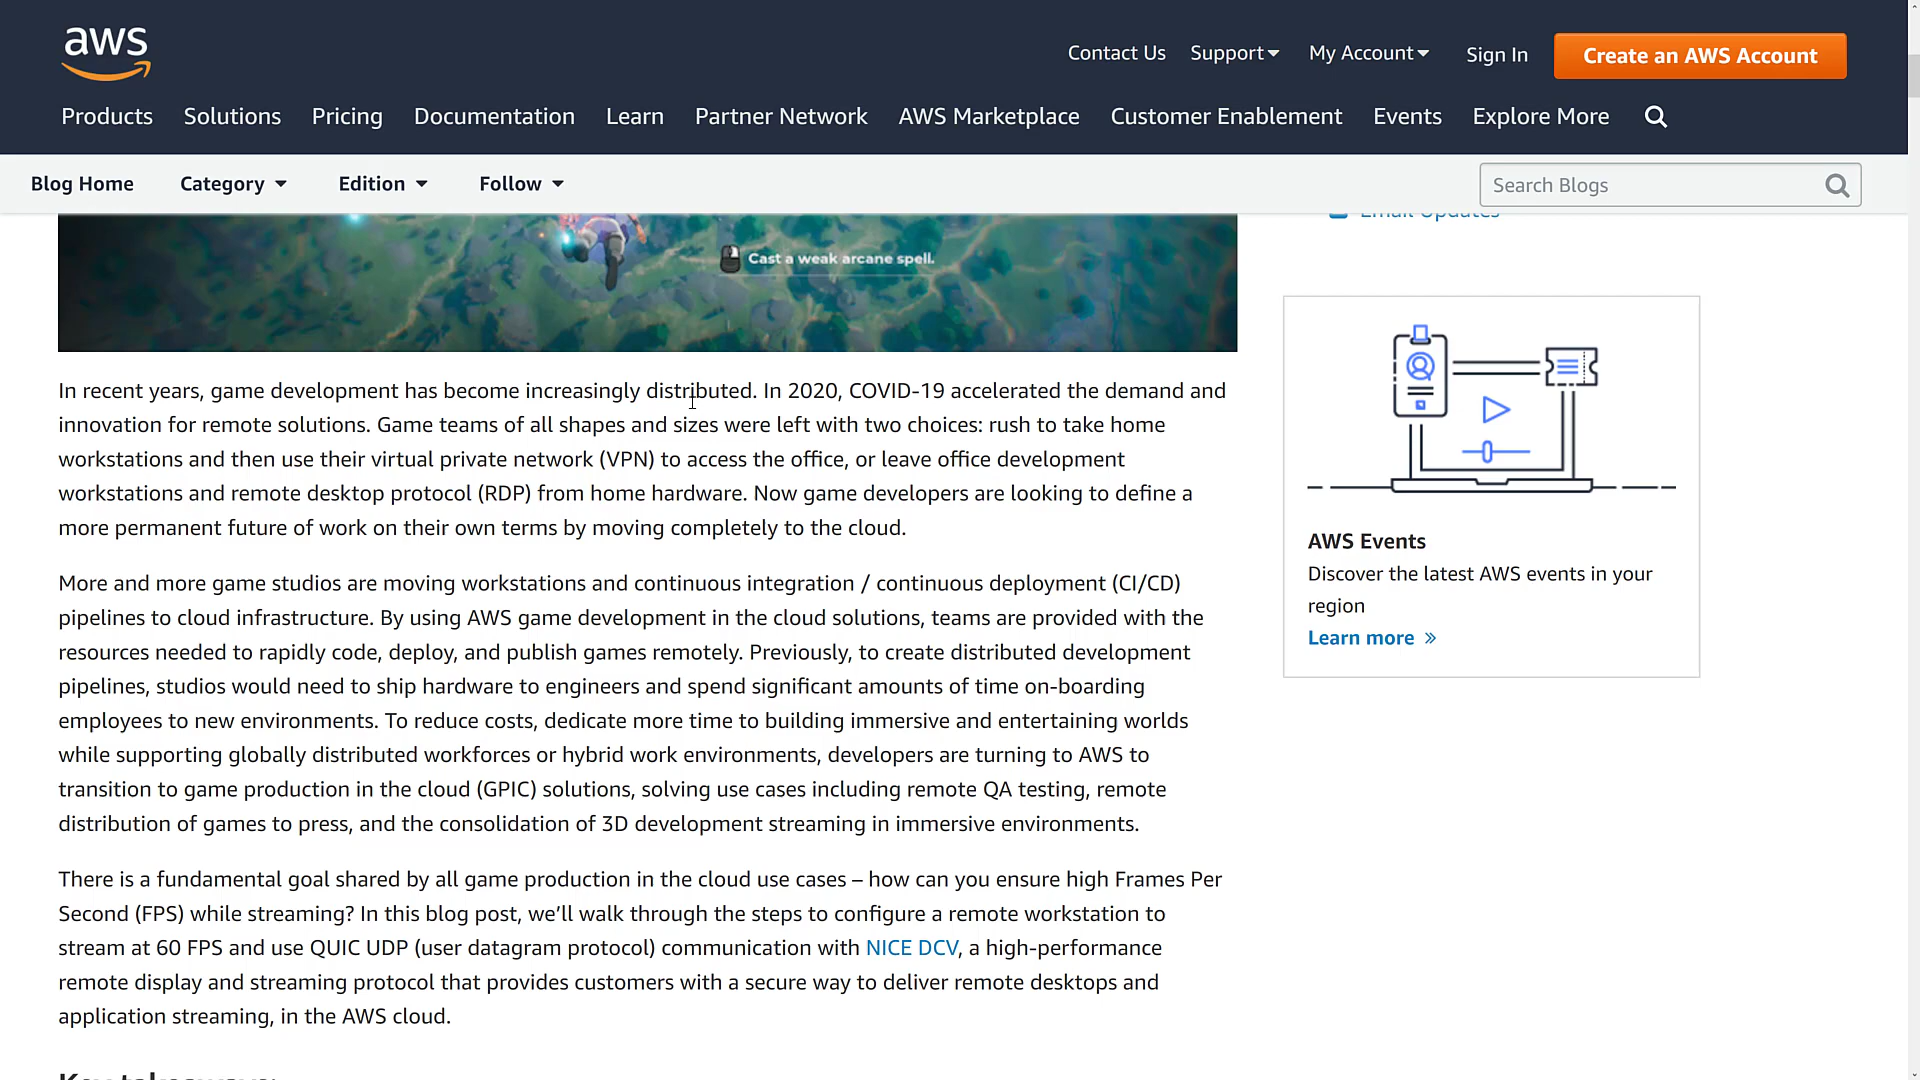 aws
Contact Us Support My Account Sign In Create an AWS Account
Products Solutions Pricing Documentation Learn Partner Network AWS Marketplace Customer Enablement Events Explore More
Blog Home Category Edition Follow Search Blogs
Email Updates
Cast a weak arcane spell.
In recent years, game development has become increasingly distributed. In 2020, COVID-19 accelerated the demand and
innovation for remote solutions. Game teams of all shapes and sizes were left with two choices: rush to take home
workstations and then use their virtual private network (VPN) to access the office, or leave office development
workstations and remote desktop protocol (RDP) from home hardware. Now game developers are looking to define a
more permanent future of work on their own terms by moving completely to the cloud.
More and more game studios are moving workstations and continuous integration / continuous deployment (CI/CD)
pipelines to cloud infrastructure. By using AWS game development in the cloud solutions, teams are provided with the
resources needed to rapidly code, deploy, and publish games remotely. Previously, to create distributed development
pipelines, studios would need to ship hardware to engineers and spend significant amounts of time on-boarding
employees to new environments. To reduce costs, dedicate more time to building immersive and entertaining worlds
while supporting globally distributed workforces or hybrid work environments, developers are turning to AWS to
transition to game production in the cloud (GPIC) solutions, solving use cases including remote QA testing, remote
distribution of games to press, and the consolidation of 3D development streaming in immersive environments.
There is a fundamental goal shared by all game production in the cloud use cases – how can you ensure high Frames Per
Second (FPS) while streaming? In this blog post, we’ll walk through the steps to configure a remote workstation to
stream at 60 FPS and use QUIC UDP (user datagram protocol) communication with NICE DCV, a high-performance
remote display and streaming protocol that provides customers with a secure way to deliver remote desktops and
application streaming, in the AWS cloud.
Key takeaways:
AWS Events
Discover the latest AWS events in your
region
Learn more »